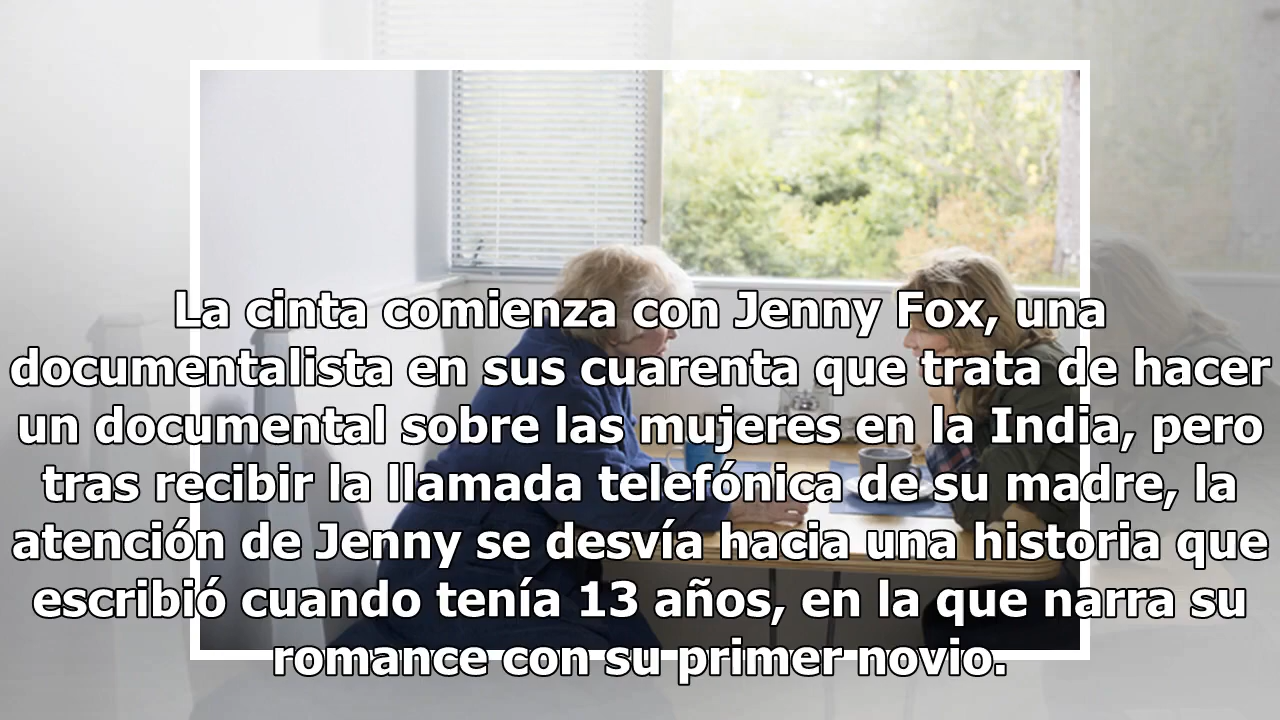 La cinta comienza con Jenny Fox, una
documentalista en sus cuarenta que trata de hacer
un documental sobre las mujeres en la India, pero
tras recibir la llamada telefónica de su madre, la
atención de Jenny se desvía hacia una historia que
escribió cuando tenía 13 años, en la que narra su
romance con su primer novio.